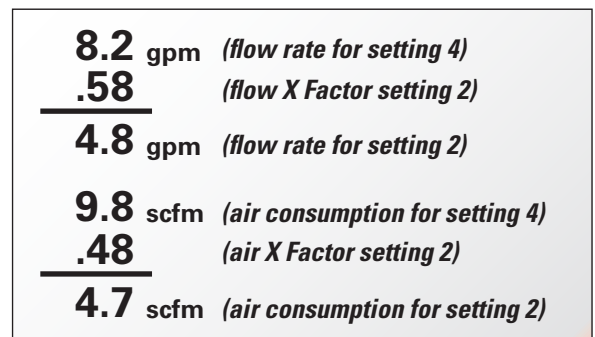 8.2 gpm (flow rate for setting 4)
.58 (flow X Factor setting 2)
4.8 gpm (flow rate for setting 2)
9.8 scfm (air consumption for setting 4)
.48 (air X Factor setting 2)
4.7 scfm (air consumption for setting 2)